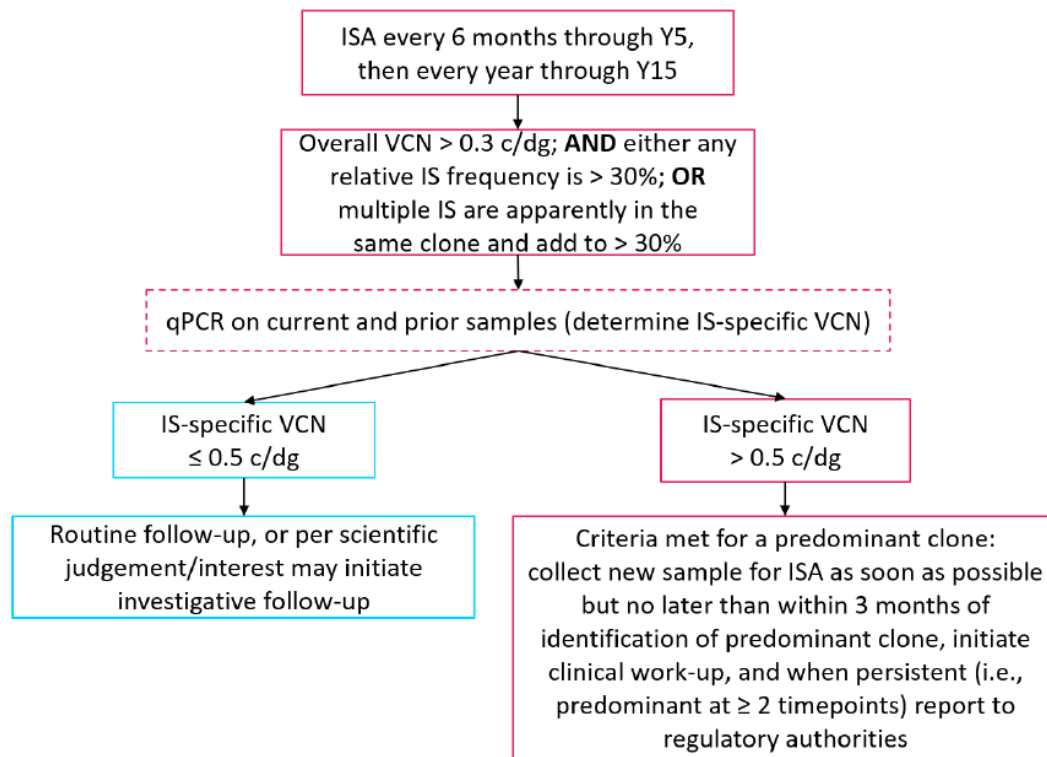 ISA every 6 months through Y5,
then every year through Y15
Overall VCN > 0.3 c/dg; AND either any
relative IS frequency is > 30%; OR
multiple IS are apparently in the
same clone and add to > 30%
qPCR on current and prior samples (determine IS-specific VCN)
IS-specific VCN
≤ 0.5 c/dg
IS-specific VCN
> 0.5 c/dg
Routine follow-up, or per scientific
judgement/interest may initiate
investigative follow-up
Criteria met for a predominant clone:
collect new sample for ISA as soon as possible
but no later than within 3 months of
identification of predominant clone, initiate
clinical work-up, and when persistent (i.e.,
predominant at ≥ 2 timepoints) report to
regulatory authorities